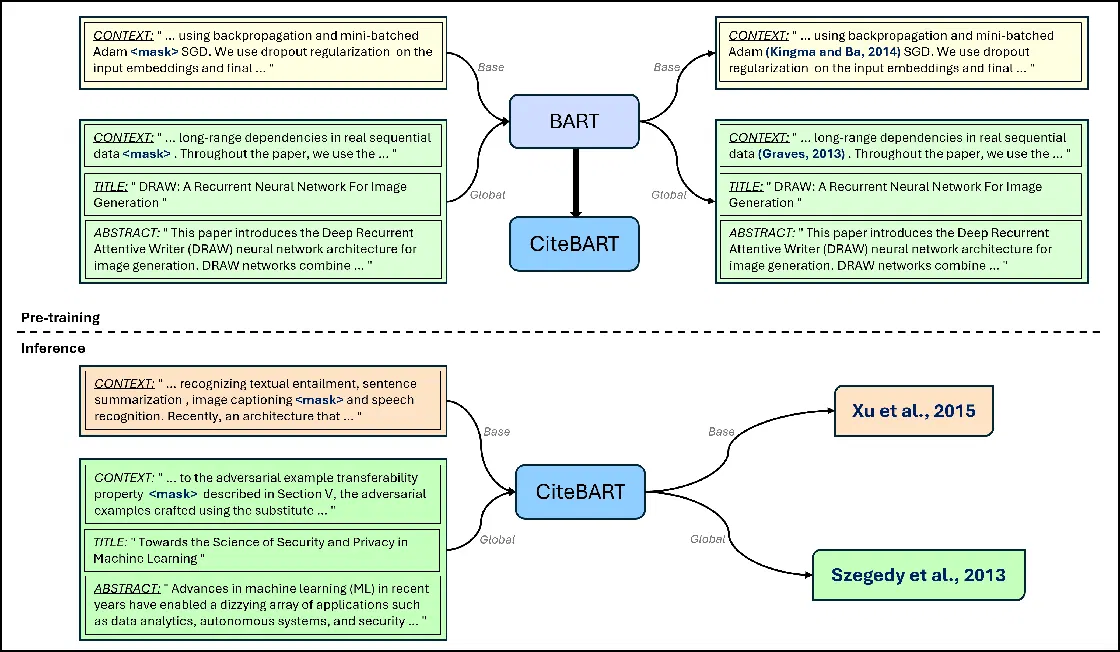 CONTEXT: " ... using backpropagation and mini-batched
Adam <mask> SGD. We use dropout regularization on the
input embeddings and final ... "
CONTEXT: " ... long-range dependencies in real sequential
data <mask> . Throughout the paper, we use the ... "
TITLE: " DRAW: A Recurrent Neural Network For Image
Generation "
ABSTRACT: " This paper introduces the Deep Recurrent
Attentive Writer (DRAW) neural network architecture for
image generation. DRAW networks combine ... "
Base
Global
BART
CiteBART
Base
Global
CONTEXT: " ... using backpropagation and mini-batched
Adam (Kingma and Ba, 2014) SGD. We use dropout
regularization on the input embeddings and final ... "
CONTEXT: " ... long-range dependencies in real sequential
data (Graves, 2013) . Throughout the paper, we use the ... "
TITLE: " DRAW: A Recurrent Neural Network For Image
Generation "
ABSTRACT: " This paper introduces the Deep Recurrent
Attentive Writer (DRAW) neural network architecture for
image generation. DRAW networks combine ... "
Pre-training
Inference
CONTEXT: " ... recognizing textual entailment, sentence
summarization , image captioning <mask> and speech
recognition. Recently, an architecture that ... "
CONTEXT: " ... to the adversarial example transferability
property <mask> described in Section V, the adversarial
examples crafted using the substitute ... "
TITLE: " Towards the Science of Security and Privacy in
Machine Learning "
ABSTRACT: " Advances in machine learning (ML) in recent
years have enabled a dizzying array of applications such
as data analytics, autonomous systems, and security ... "
Base
Global
CiteBART
Base
Global
Xu et al., 2015
Szegedy et al., 2013